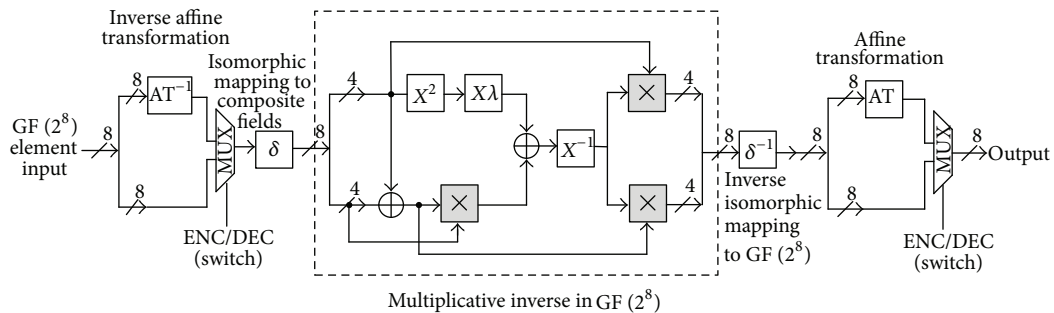 Inverse affine
transformation
8
AT⁻¹
GF (2⁸)
element
input
8
8
MUX
ENC/DEC
(switch)
Isomorphic
mapping to
composite
fields
δ
8
4
X²
Xλ
4
×
X⁻¹
×
4
×
4
Multiplicative inverse in GF (2⁸)
8
δ⁻¹
Inverse
isomorphic
mapping
to GF (2⁸)
8
Affine
transformation
8
AT
8
MUX
ENC/DEC
(switch)
8
Output